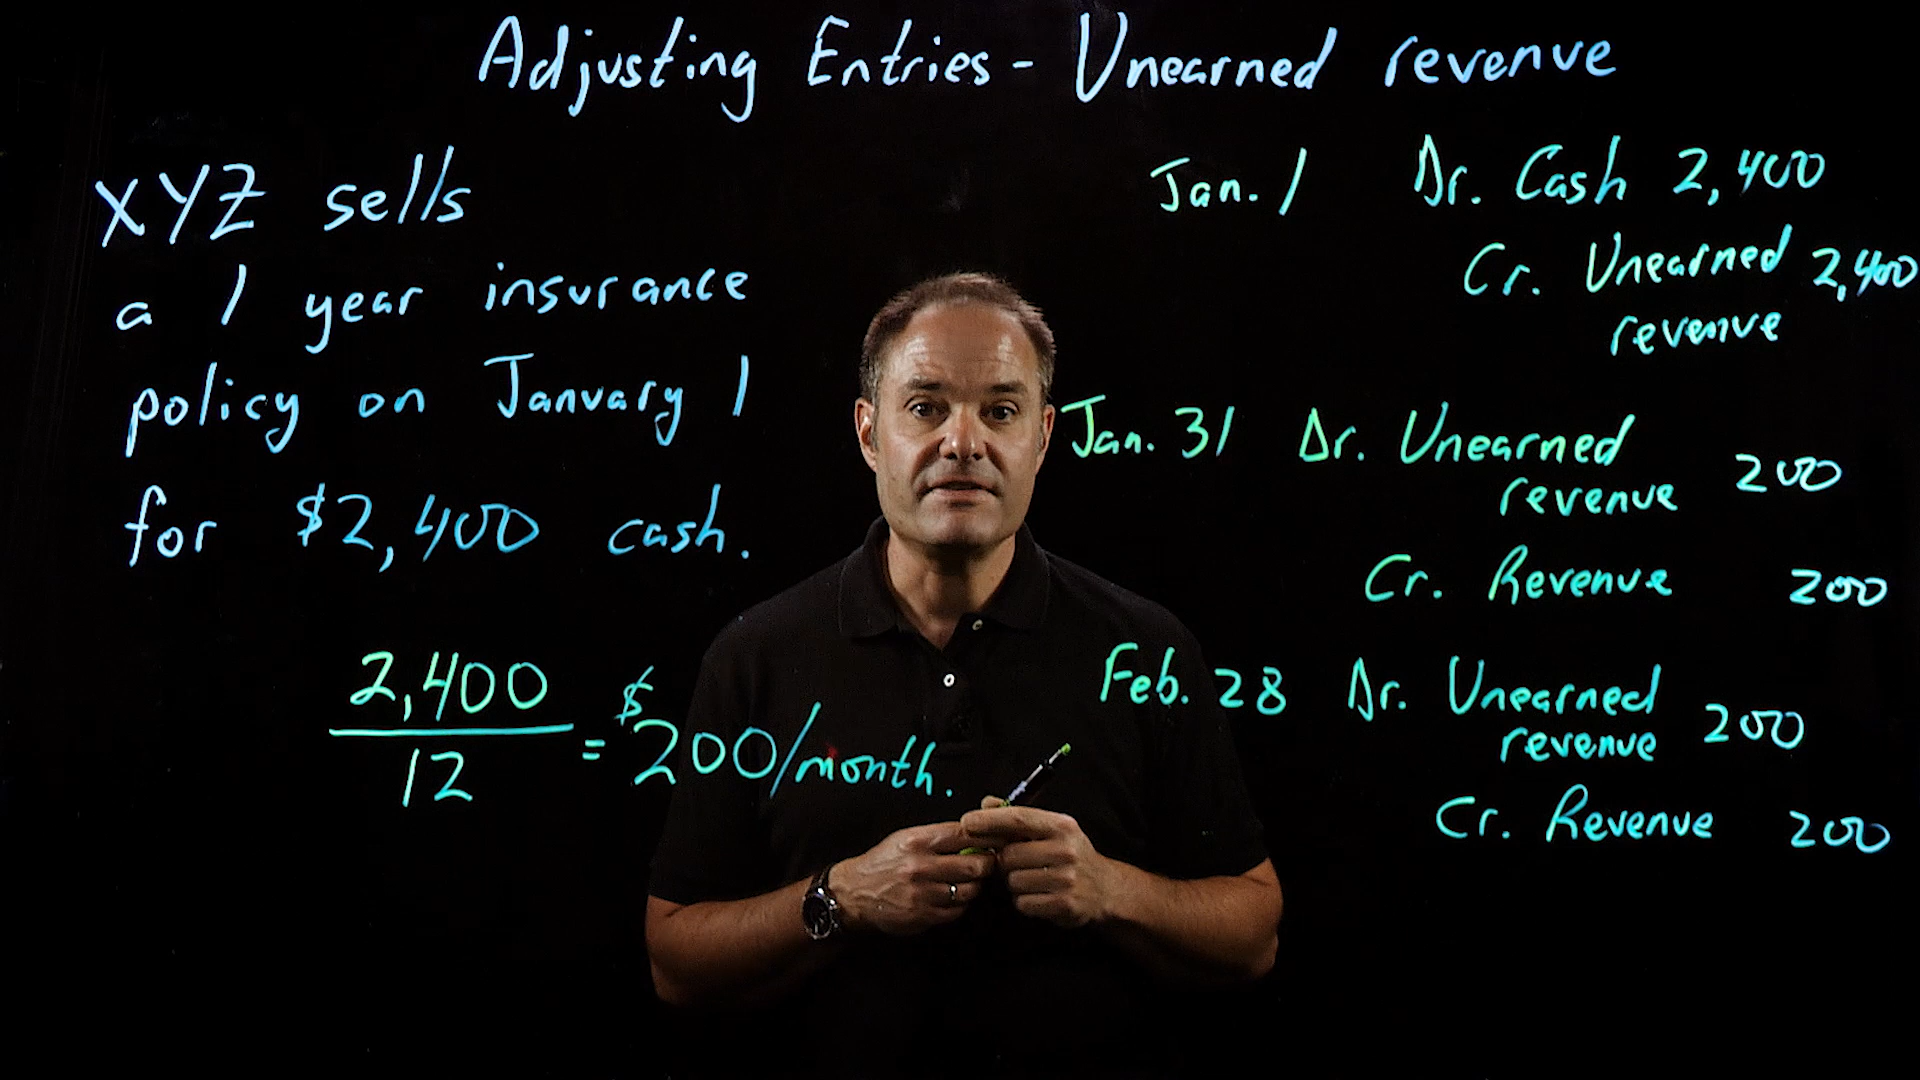 Adjusting Entries - Unearned revenue
XYZ sells
a 1 year insurance
policy on January 1
for $2,400 cash.
2,400
12
= $200/month.
Jan. 1 Dr. Cash 2,400
Cr. Unearned 2,400
revenue
Jan. 31 Dr. Unearned
revenue 200
Cr. Revenue 200
Feb. 28 Dr. Unearned
revenue 200
Cr. Revenue 200